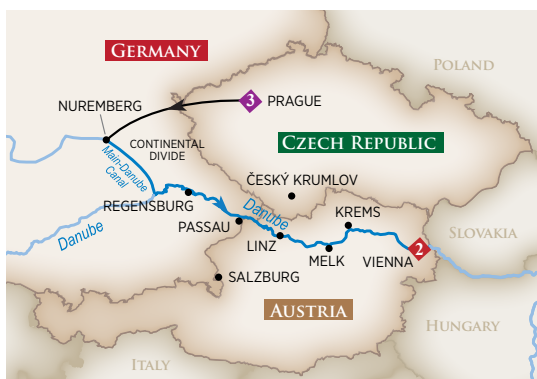 GERMANY
POLAND
3 PRAGUE
NUREMBERG
CONTINENTAL
DIVIDE
CZECH REPUBLIC
Main-Danube
Canal
ČESKÝ KRUMLOV
REGENSBURG
Danube
KREMS
PASSAU
Danube
LINZ
MELK
VIENNA 2
SLOVAKIA
SALZBURG
AUSTRIA
HUNGARY
ITALY